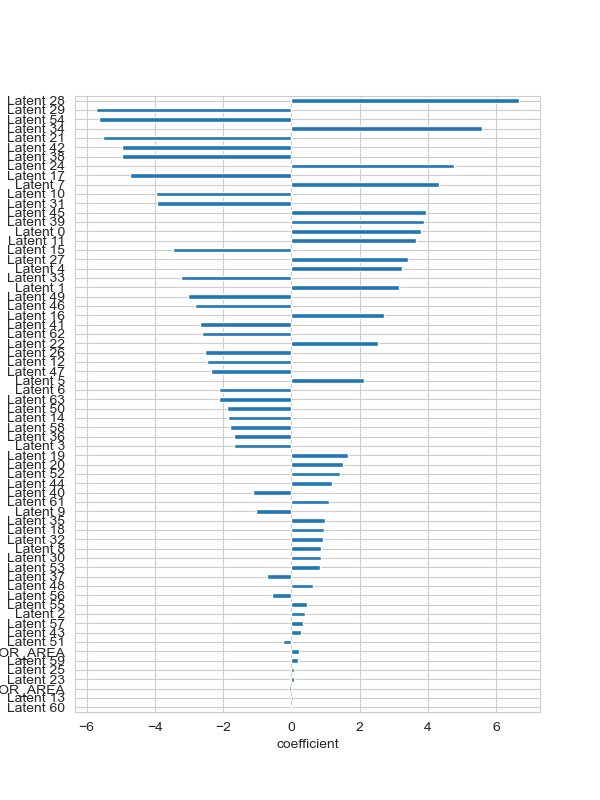 Latent 28
Latent 29
Latent 54
Latent 34
Latent 21
Latent 42
Latent 38
Latent 24
Latent 17
Latent 7
Latent 10
Latent 31
Latent 45
Latent 39
Latent 0
Latent 11
Latent 15
Latent 27
Latent 4
Latent 33
Latent 1
Latent 49
Latent 46
Latent 16
Latent 41
Latent 62
Latent 22
Latent 26
Latent 12
Latent 47
Latent 5
Latent 6
Latent 63
Latent 50
Latent 14
Latent 58
Latent 36
Latent 3
Latent 19
Latent 20
Latent 52
Latent 44
Latent 40
Latent 61
Latent 9
Latent 35
Latent 18
Latent 32
Latent 8
Latent 30
Latent 53
Latent 37
Latent 48
Latent 56
Latent 55
Latent 2
Latent 57
Latent 43
Latent 51
OR_AREA
Latent 59
Latent 25
Latent 23
OR_AREA
Latent 13
Latent 60
−6 −4 −2 0 2 4 6
coefficient